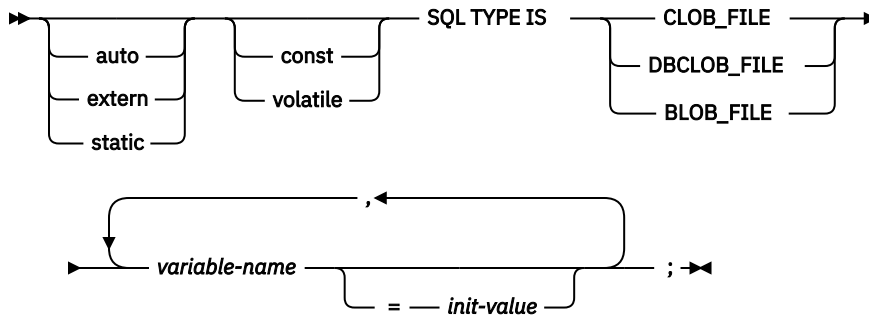 SQL TYPE IS CLOB_FILE
auto const DBCLOB_FILE
extern volatile BLOB_FILE
static
,
variable-name ;
= init-value